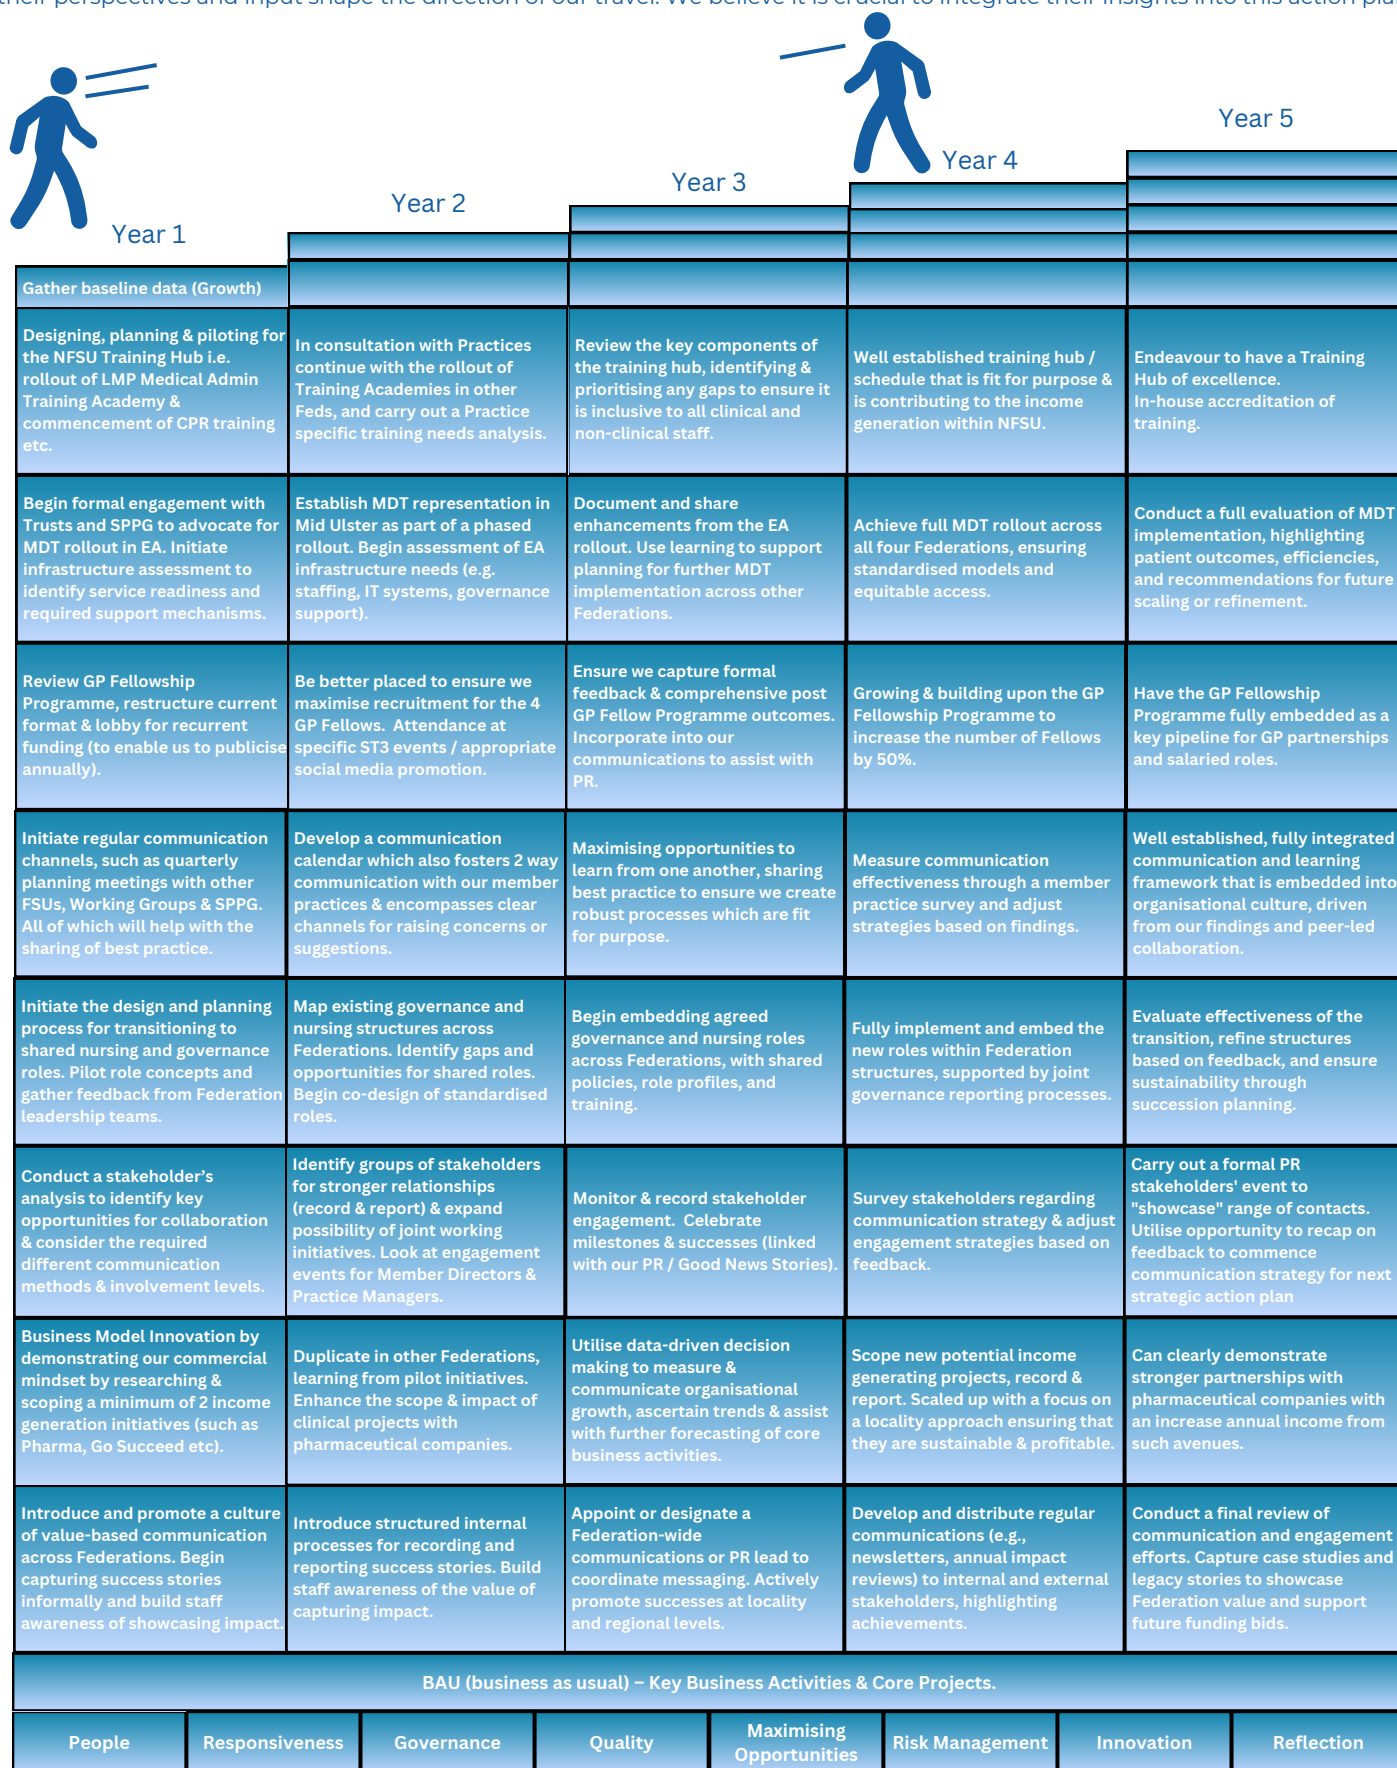 their perspectives and input shape the direction of our travel. We believe it is crucial to integrate their insights into this action plan
Year 1
Year 2
Year 3
Year 4
Year 5
Gather baseline data (Growth)
Designing, planning & piloting for
the NFSU Training Hub i.e.
rollout of LMP Medical Admin
Training Academy &
commencement of CPR training
etc.
In consultation with Practices
continue with the rollout of
Training Academies in other
Feds, and carry out a Practice
specific training needs analysis.
Review the key components of
the training hub, identifying &
prioritising any gaps to ensure it
is inclusive to all clinical and
non-clinical staff.
Well established training hub /
schedule that is fit for purpose &
is contributing to the income
generation within NFSU.
Endeavour to have a Training
Hub of excellence.
In-house accreditation of
training.
Begin formal engagement with
Trusts and SPPG to advocate for
MDT rollout in EA. Initiate
infrastructure assessment to
identify service readiness and
required support mechanisms.
Establish MDT representation in
Mid Ulster as part of a phased
rollout. Begin assessment of EA
infrastructure needs (e.g.
staffing, IT systems, governance
support).
Document and share
enhancements from the EA
rollout. Use learning to support
planning for further MDT
implementation across other
Federations.
Achieve full MDT rollout across
all four Federations, ensuring
standardised models and
equitable access.
Conduct a full evaluation of MDT
implementation, highlighting
patient outcomes, efficiencies,
and recommendations for future
scaling or refinement.
Review GP Fellowship
Programme, restructure current
format & lobby for recurrent
funding (to enable us to publicise
annually).
Be better placed to ensure we
maximise recruitment for the 4
GP Fellows. Attendance at
specific ST3 events / appropriate
social media promotion.
Ensure we capture formal
feedback & comprehensive post
GP Fellow Programme outcomes.
Incorporate into our
communications to assist with
PR.
Growing & building upon the GP
Fellowship Programme to
increase the number of Fellows
by 50%.
Have the GP Fellowship
Programme fully embedded as a
key pipeline for GP partnerships
and salaried roles.
Initiate regular communication
channels, such as quarterly
planning meetings with other
FSUs, Working Groups & SPPG.
All of which will help with the
sharing of best practice.
Develop a communication
calendar which also fosters 2 way
communication with our member
practices & encompasses clear
channels for raising concerns or
suggestions.
Maximising opportunities to
learn from one another, sharing
best practice to ensure we create
robust processes which are fit
for purpose.
Measure communication
effectiveness through a member
practice survey and adjust
strategies based on findings.
Well established, fully integrated
communication and learning
framework that is embedded into
organisational culture, driven
from our findings and peer-led
collaboration.
Initiate the design and planning
process for transitioning to
shared nursing and governance
roles. Pilot role concepts and
gather feedback from Federation
leadership teams.
Map existing governance and
nursing structures across
Federations. Identify gaps and
opportunities for shared roles.
Begin co-design of standardised
roles.
Begin embedding agreed
governance and nursing roles
across Federations, with shared
policies, role profiles, and
training.
Fully implement and embed the
new roles within Federation
structures, supported by joint
governance reporting processes.
Evaluate effectiveness of the
transition, refine structures
based on feedback, and ensure
sustainability through
succession planning.
Conduct a stakeholder’s
analysis to identify key
opportunities for collaboration
& consider the required
different communication
methods & involvement levels.
Identify groups of stakeholders
for stronger relationships
(record & report) & expand
possibility of joint working
initiatives. Look at engagement
events for Member Directors &
Practice Managers.
Monitor & record stakeholder
engagement. Celebrate
milestones & successes (linked
with our PR / Good News Stories).
Survey stakeholders regarding
communication strategy & adjust
engagement strategies based on
feedback.
Carry out a formal PR
stakeholders' event to
"showcase" range of contacts.
Utilise opportunity to recap on
feedback to commence
communication strategy for next
strategic action plan
Business Model Innovation by
demonstrating our commercial
mindset by researching &
scoping a minimum of 2 income
generation initiatives (such as
Pharma, Go Succeed etc).
Duplicate in other Federations,
learning from pilot initiatives.
Enhance the scope & impact of
clinical projects with
pharmaceutical companies.
Utilise data-driven decision
making to measure &
communicate organisational
growth, ascertain trends & assist
with further forecasting of core
business activities.
Scope new potential income
generating projects, record &
report. Scaled up with a focus on
a locality approach ensuring that
they are sustainable & profitable.
Can clearly demonstrate
stronger partnerships with
pharmaceutical companies with
an increase annual income from
such avenues.
Introduce and promote a culture
of value-based communication
across Federations. Begin
capturing success stories
informally and build staff
awareness of showcasing impact.
Introduce structured internal
processes for recording and
reporting success stories. Build
staff awareness of the value of
capturing impact.
Appoint or designate a
Federation-wide
communications or PR lead to
coordinate messaging. Actively
promote successes at locality
and regional levels.
Develop and distribute regular
communications (e.g.,
newsletters, annual impact
reviews) to internal and external
stakeholders, highlighting
achievements.
Conduct a final review of
communication and engagement
efforts. Capture case studies and
legacy stories to showcase
Federation value and support
future funding bids.
BAU (business as usual) – Key Business Activities & Core Projects.
People
Responsiveness
Governance
Quality
Maximising
Opportunities
Risk Management
Innovation
Reflection